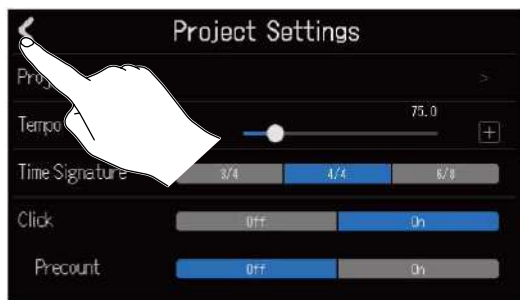 Project Settings
>
Tempo 75.0 +
Time Signature 3/4 4/4 6/8
Click Off On
Precount Off On